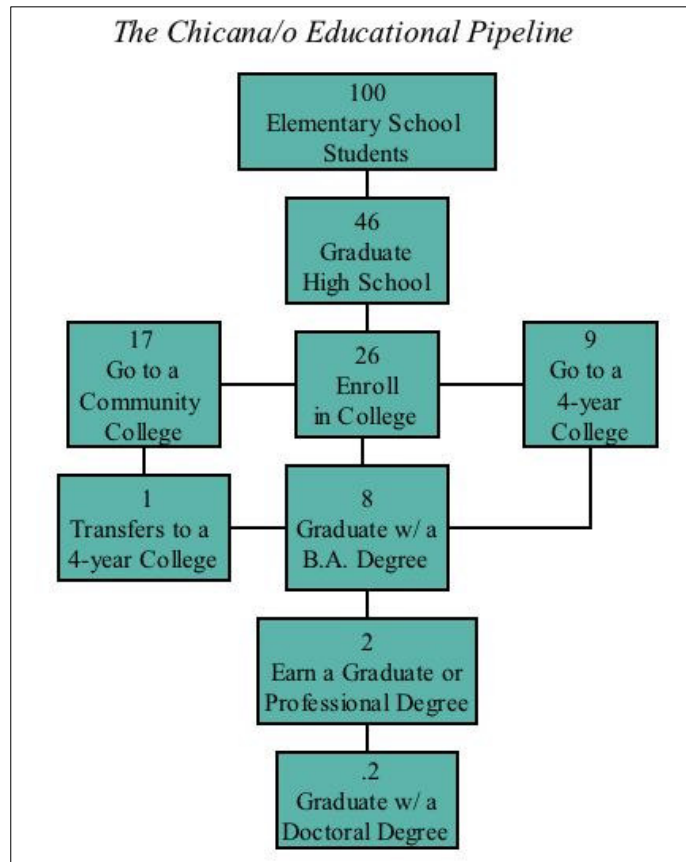 The Chicana/o Educational Pipeline
100
Elementary School
Students
46
Graduate
High School
17
Go to a
Community
College
26
Enroll
in College
9
Go to a
4-year
College
1
Transfers to a
4-year College
8
Graduate w/ a
B.A. Degree
2
Earn a Graduate or
Professional Degree
.2
Graduate w/ a
Doctoral Degree